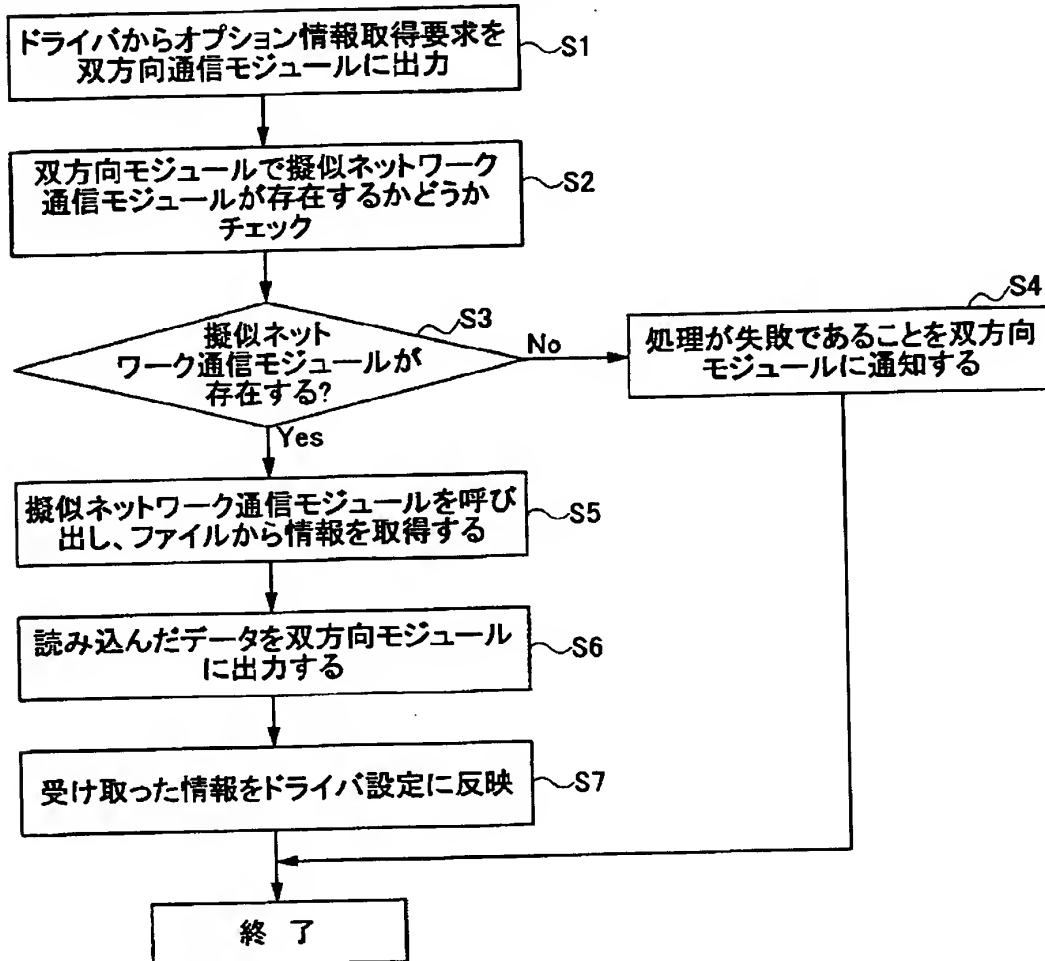 ドライバからオプション情報取得要求を
双方向通信モジュールに出力
S1
双方向モジュールで擬似ネットワーク
通信モジュールが存在するかどうか
チェック
S2
擬似ネット
ワーク通信モジュールが
存在する?
S3
No
Yes
処理が失敗であることを双方向
モジュールに通知する
S4
擬似ネットワーク通信モジュールを呼び
出し、ファイルから情報を取得する
S5
読み込んだデータを双方向モジュール
に出力する
S6
受け取った情報をドライバ設定に反映
S7
終 了